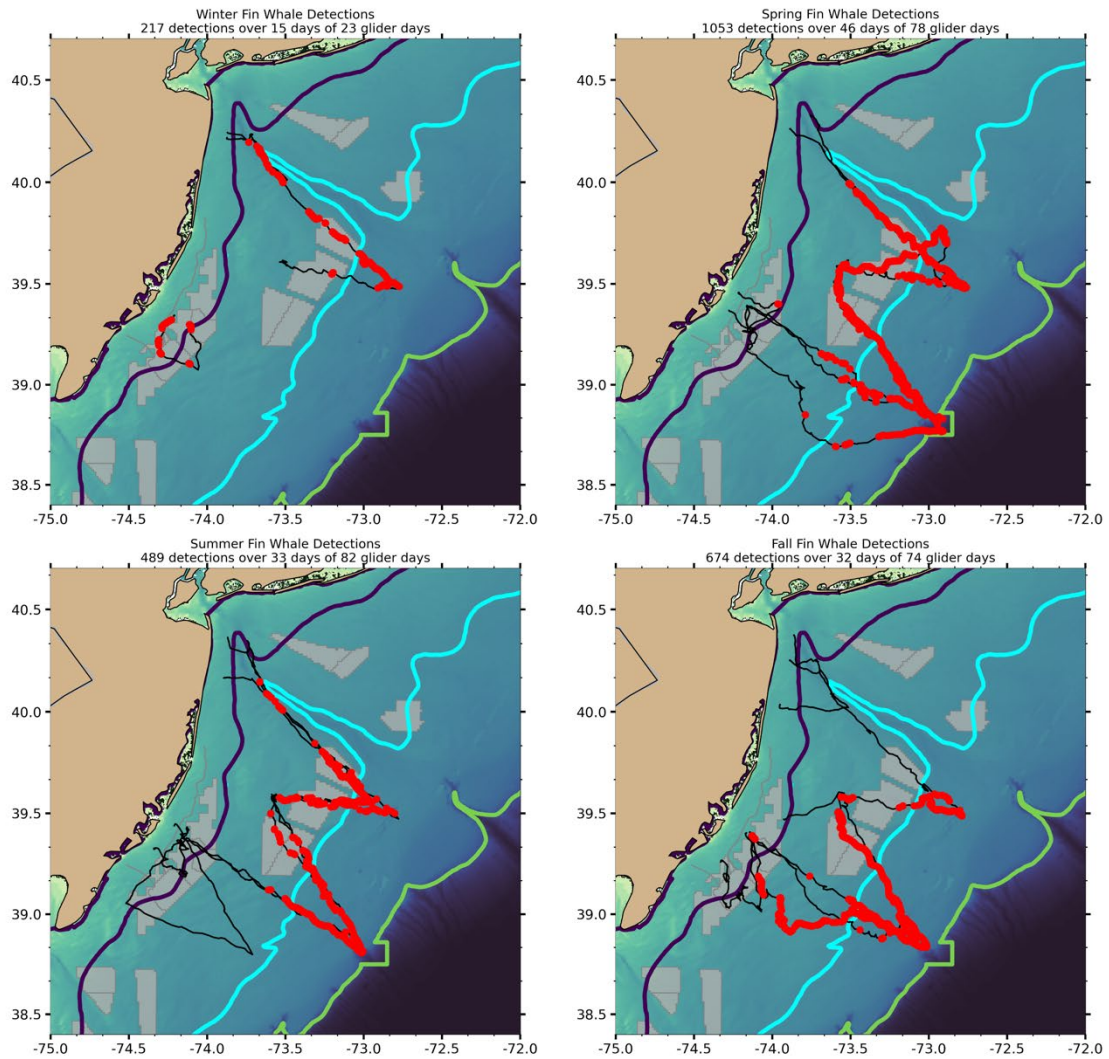 Winter Fin Whale Detections
217 detections over 15 days of 23 glider days
Spring Fin Whale Detections
1053 detections over 46 days of 78 glider days
40.5
40.0
39.5
39.0
38.5
40.5
40.0
39.5
39.0
38.5
-75.0 -74.5 -74.0 -73.5 -73.0 -72.5 -72.0
-75.0 -74.5 -74.0 -73.5 -73.0 -72.5 -72.0
Summer Fin Whale Detections
489 detections over 33 days of 82 glider days
Fall Fin Whale Detections
674 detections over 32 days of 74 glider days
40.5
40.0
39.5
39.0
38.5
40.5
40.0
39.5
39.0
38.5
-75.0 -74.5 -74.0 -73.5 -73.0 -72.5 -72.0
-75.0 -74.5 -74.0 -73.5 -73.0 -72.5 -72.0